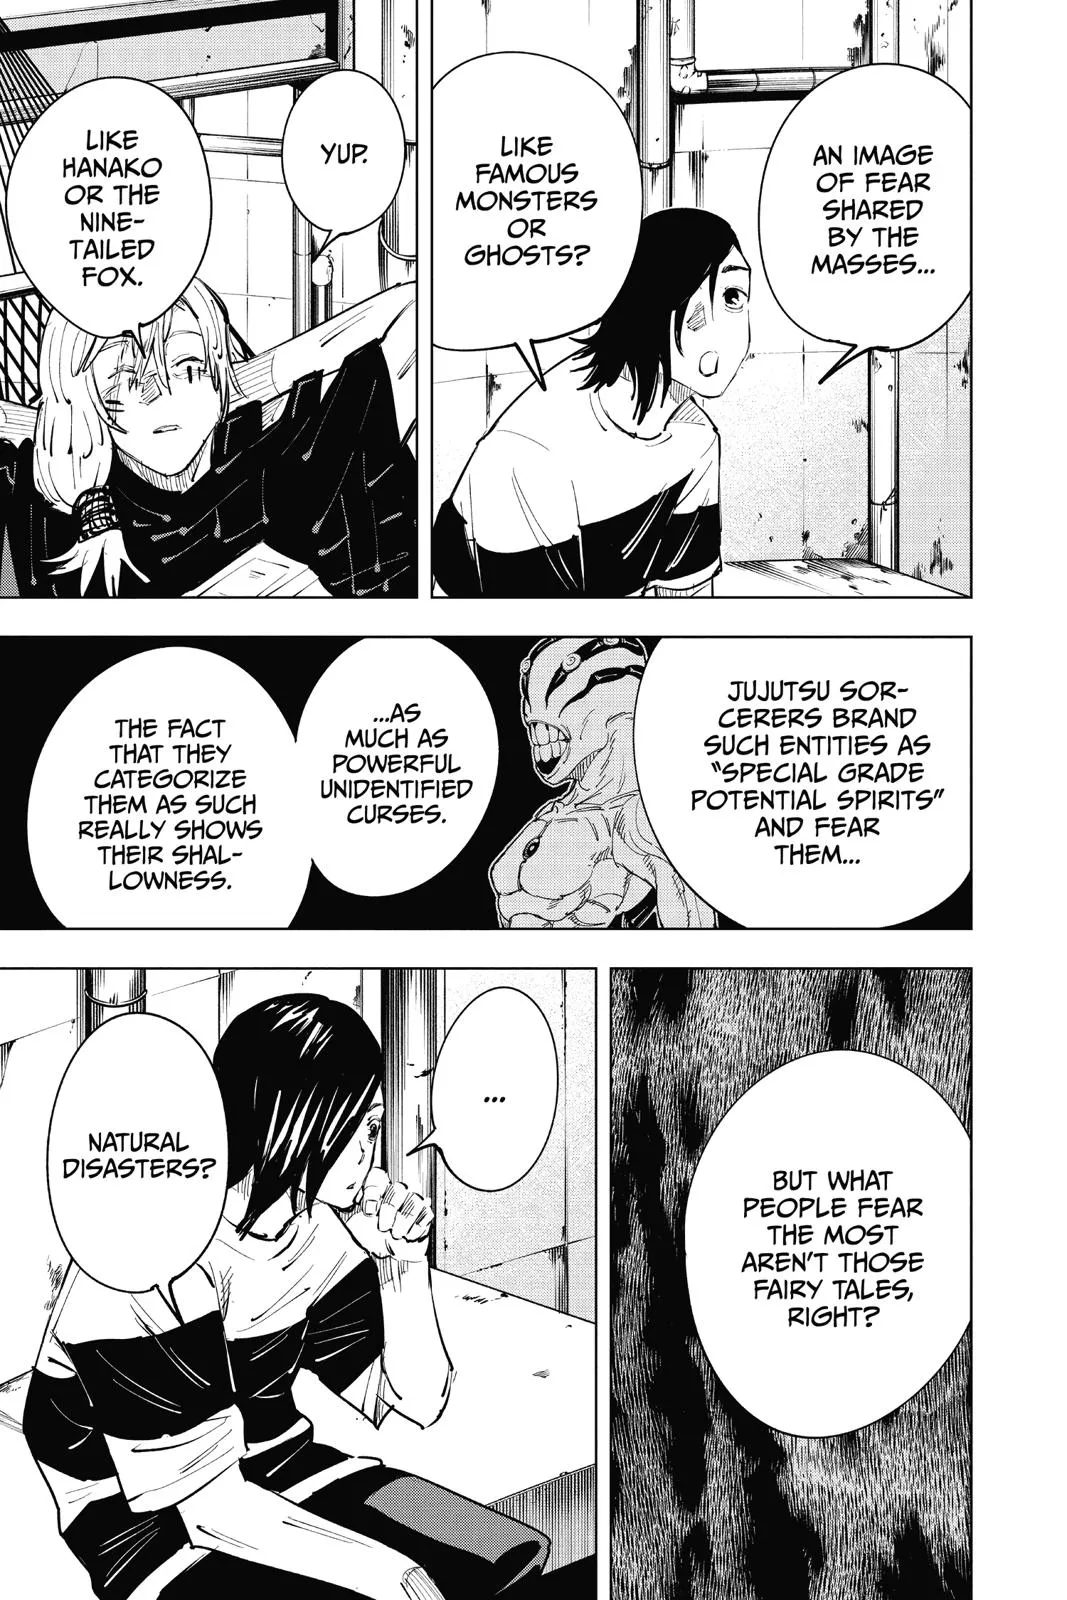 AN IMAGE
OF FEAR
SHARED
BY THE
MASSES...
LIKE
FAMOUS
MONSTERS
OR
GHOSTS?
YUP.
LIKE
HANAKO
OR THE
NINE-
TAILED
FOX.
JUJUTSU SOR-
CERERS BRAND
SUCH ENTITIES AS
"SPECIAL GRADE
POTENTIAL SPIRITS"
AND FEAR
THEM...
...AS
MUCH AS
POWERFUL
UNIDENTIFIED
CURSES.
THE FACT
THAT THEY
CATEGORIZE
THEM AS SUCH
REALLY SHOWS
THEIR SHAL-
LOWNESS.
BUT WHAT
PEOPLE FEAR
THE MOST
AREN'T THOSE
FAIRY TALES,
RIGHT?
...
NATURAL
DISASTERS?